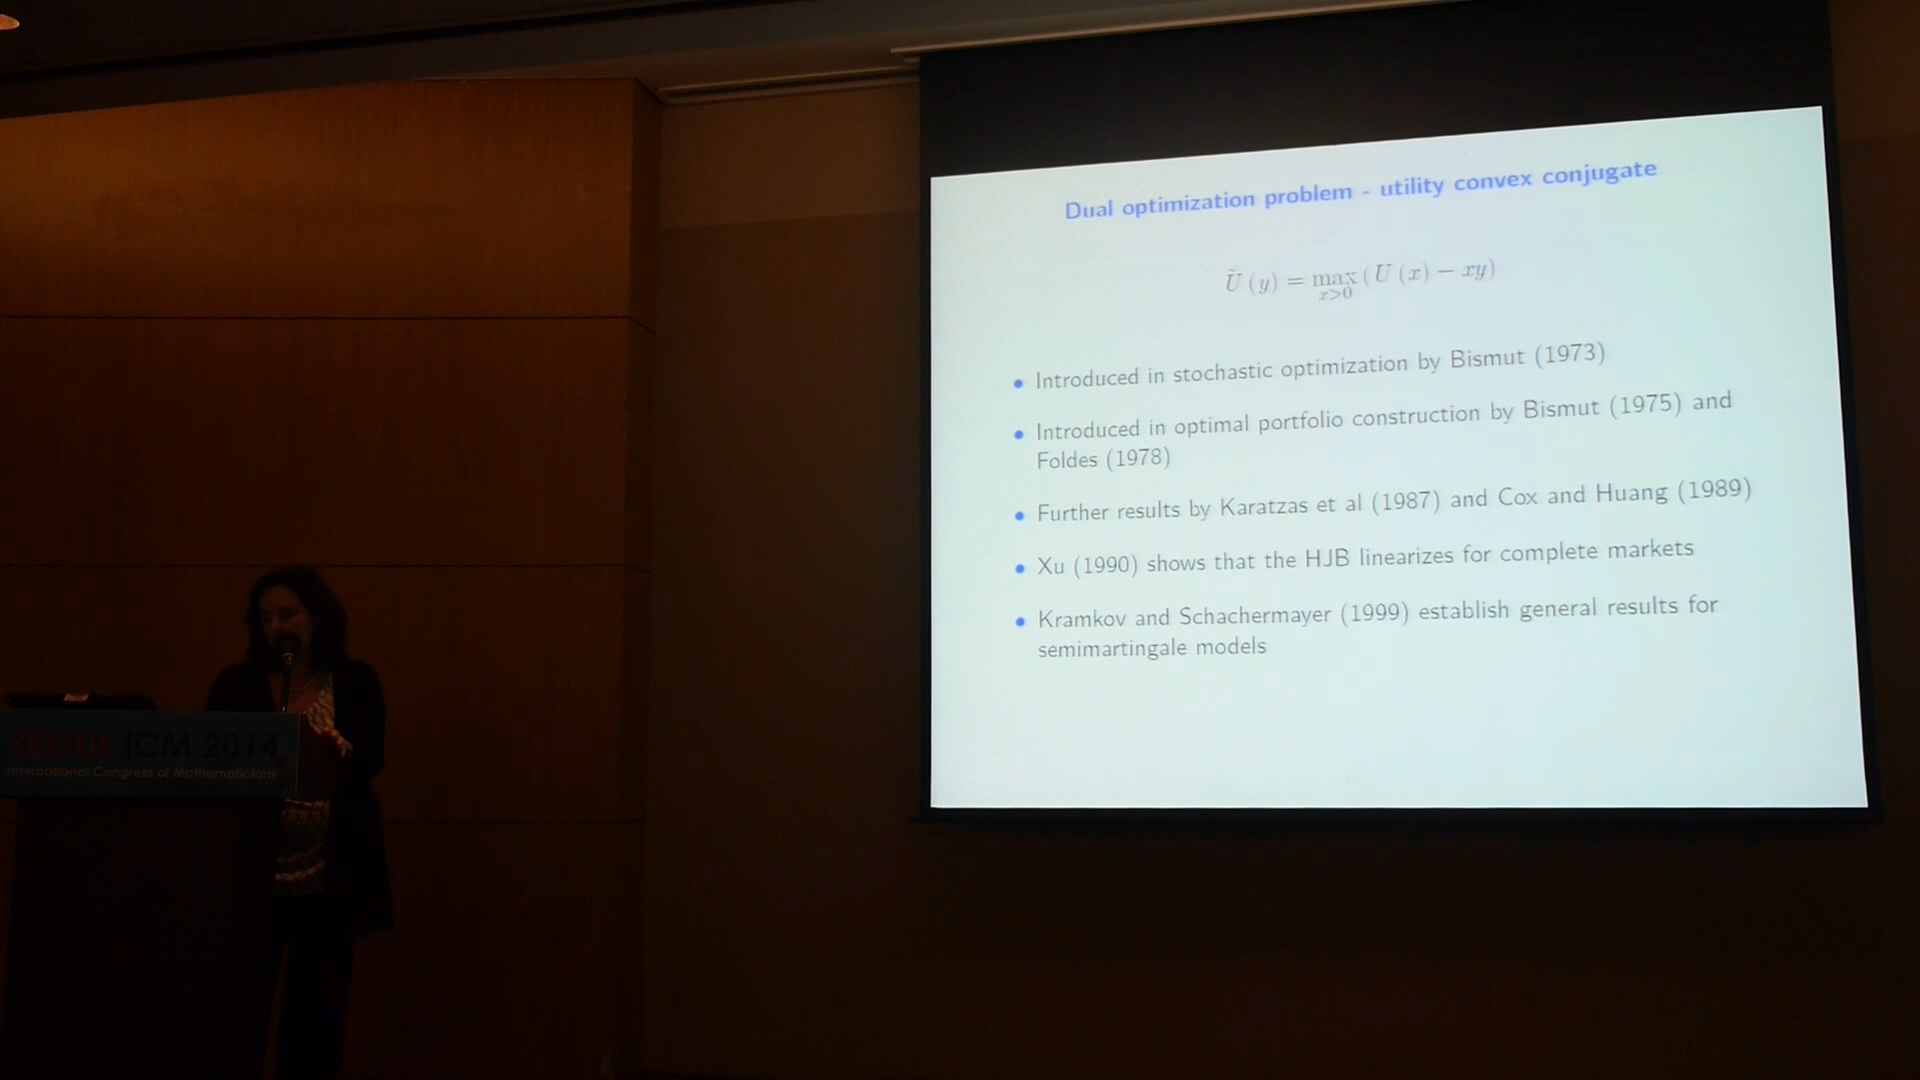 Dual optimization problem - utility convex conjugate
Ũ (y) = max (U (x) − xy)
x>0
• Introduced in stochastic optimization by Bismut (1973)
• Introduced in optimal portfolio construction by Bismut (1975) and
Foldes (1978)
• Further results by Karatzas et al (1987) and Cox and Huang (1989)
• Xu (1990) shows that the HJB linearizes for complete markets
• Kramkov and Schachermayer (1999) establish general results for
semimartingale models
SEOUL ICM 2014
International Congress of Mathematicians